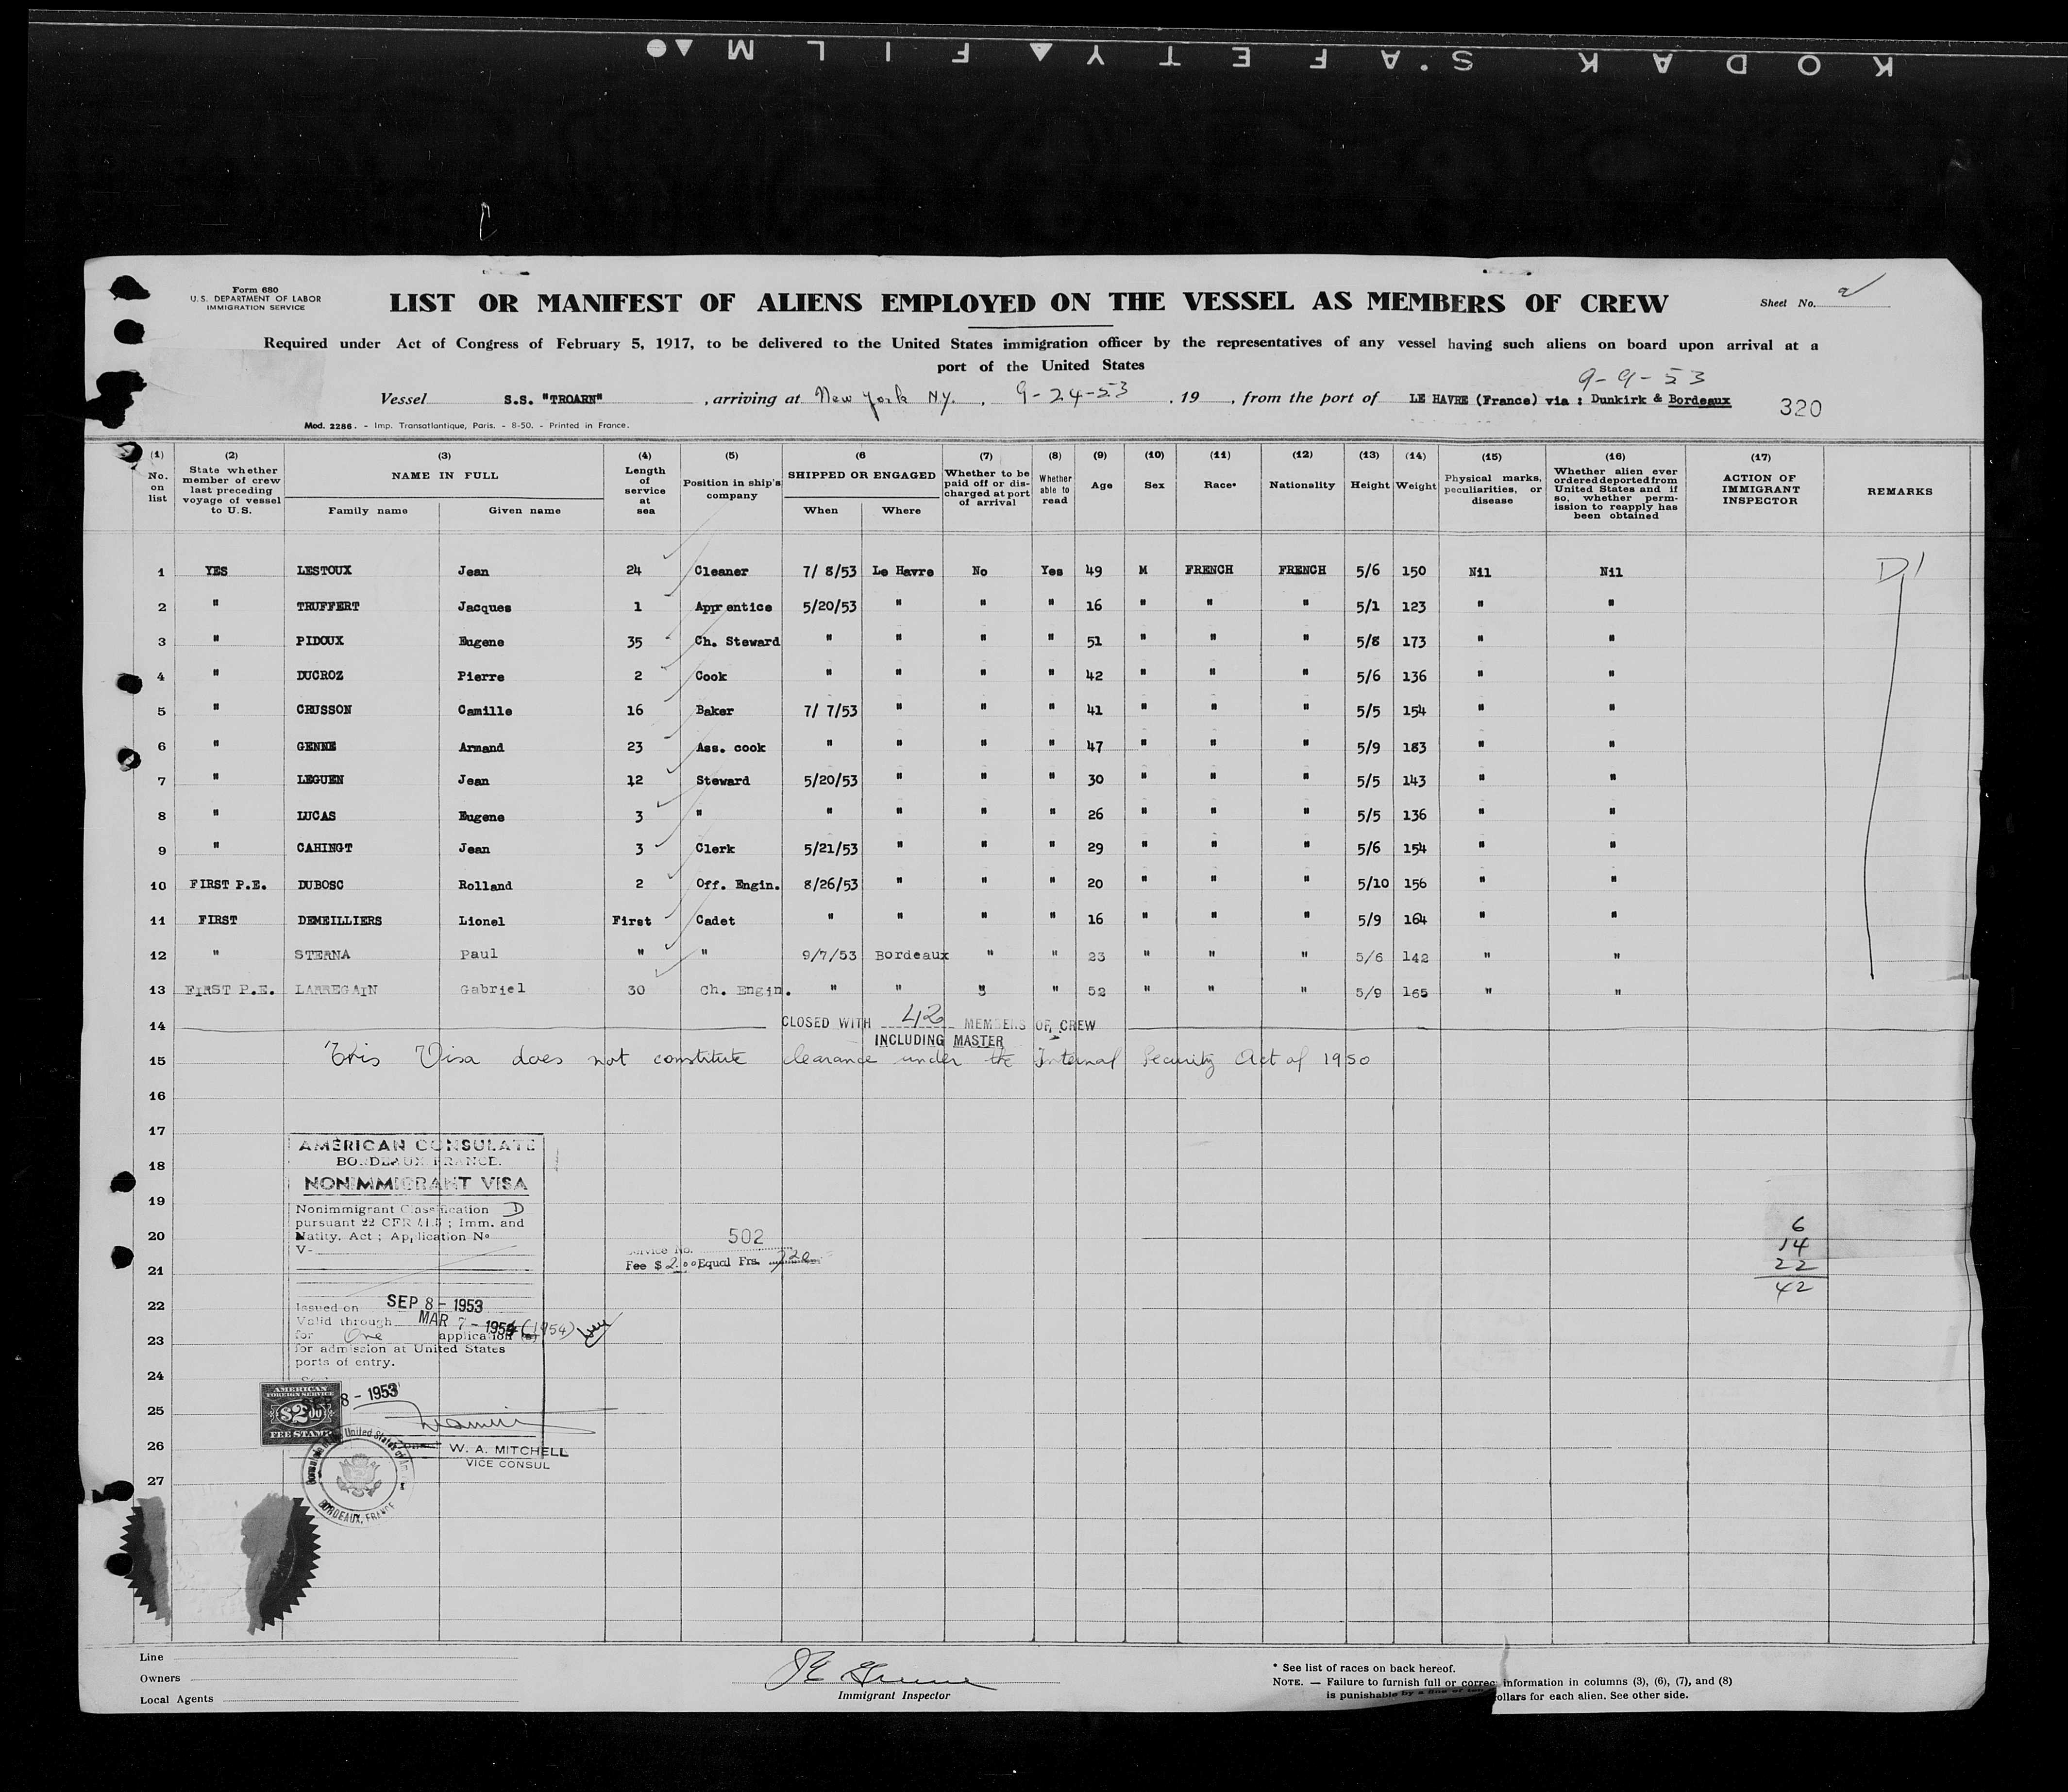 KODAK S'AFETY FILM
Form 680
U.S. DEPARTMENT OF LABOR
IMMIGRATION SERVICE
LIST OR MANIFEST OF ALIENS EMPLOYED ON THE VESSEL AS MEMBERS OF CREW
Sheet No. 2
Required under Act of Congress of February 5, 1917, to be delivered to the United States immigration officer by the representatives of any vessel having such aliens on board upon arrival at a
port of the United States
9-9-53
Vessel S.S. "TROARN", arriving at New York NY., 9-24-53, 19, from the port of LE HAVRE (France) via : Dunkirk & Bordeaux 320
Mod. 2286. - Imp. Transatlantique, Paris. - 8-50. - Printed in France.
(1) No. on list
(2) State whether member of crew last preceding voyage of vessel to U.S.
(3) NAME IN FULL Family name Given name
(4) Length of service at sea
(5) Position in ship's company
(6 SHIPPED OR ENGAGED When Where
(7) Whether to be paid off or discharged at port of arrival
(8) Whether able to read
(9) Age
(10) Sex
(11) Race*
(12) Nationality
(13) Height
(14) Weight
(15) Physical marks, peculiarities, or disease
(16) Whether alien ever ordered deported from United States and if so, whether permission to reapply has been obtained
(17) ACTION OF IMMIGRANT INSPECTOR
REMARKS
1 YES LESTOUX Jean 24 Cleaner 7/ 8/53 Le Havre No Yes 49 M FRENCH FRENCH 5/6 150 Nil Nil D1
2 " TRUFFERT Jacques 1 Apprentice 5/20/53 " " " 16 " " " 5/1 123 " "
3 " PIDOUX Eugene 35 Ch. Steward " " " " 51 " " " 5/8 173 " "
4 " DUCROZ Pierre 2 Cook " " " " 42 " " " 5/6 136 " "
5 " CRUSSON Camille 16 Baker 7/ 7/53 " " " 41 " " " 5/5 154 " "
6 " GENNE Armand 23 Ass. cook " " " " 47 " " " 5/9 183 " "
7 " LEGUEN Jean 12 Steward 5/20/53 " " " 30 " " " 5/5 143 " "
8 " LUCAS Eugene 3 " " " " " 26 " " " 5/5 136 " "
9 " CAHINGT Jean 3 Clerk 5/21/53 " " " 29 " " " 5/6 154 " "
10 FIRST P.E. DUBOSC Rolland 2 Off. Engin. 8/26/53 " " " 20 " " " 5/10 156 " "
11 FIRST DEMEILLIERS Lionel First Cadet " " " " 16 " " " 5/9 164 " "
12 " STERNA Paul " " 9/7/53 Bordeaux " " 23 " " " 5/6 142 " "
13 FIRST P.E. LARREGAIN Gabriel 30 Ch. Engin. " " " " 52 " " " 5/9 165 " "
14 CLOSED WITH 42 MEMBERS OF CREW
INCLUDING MASTER
15 This Visa does not constitute clearance under the Internal Security Act of 1950
16
17
AMERICAN CONSULATE
BORDEAUX FRANCE.
18
NONIMMIGRANT VISA
19
Nonimmigrant Classification D
pursuant 22 CFR 41.5 ; Imm. and
20
Natlty. Act ; Application No
V-
Service No. 502
Fee $ 2.00 Equal Frs. 720
21
6
14
22
42
22
Issued on SEP 8 - 1953
Valid through MAR 7 - 1954 (1954)
23
for One application (s)
for admission at United States
ports of entry.
24
25
26
27
AMERICAN
FOREIGN SERVICE
$2.00
FEE STAMP
SEP 8 - 1953
W. A. MITCHELL
VICE CONSUL
BORDEAUX, FRANCE
Line
Owners
Local Agents
Immigrant Inspector
* See list of races on back hereof.
NOTE. — Failure to furnish full or correc information in columns (3), (6), (7), and (8)
is punishable by a fine of ten ollars for each alien. See other side.